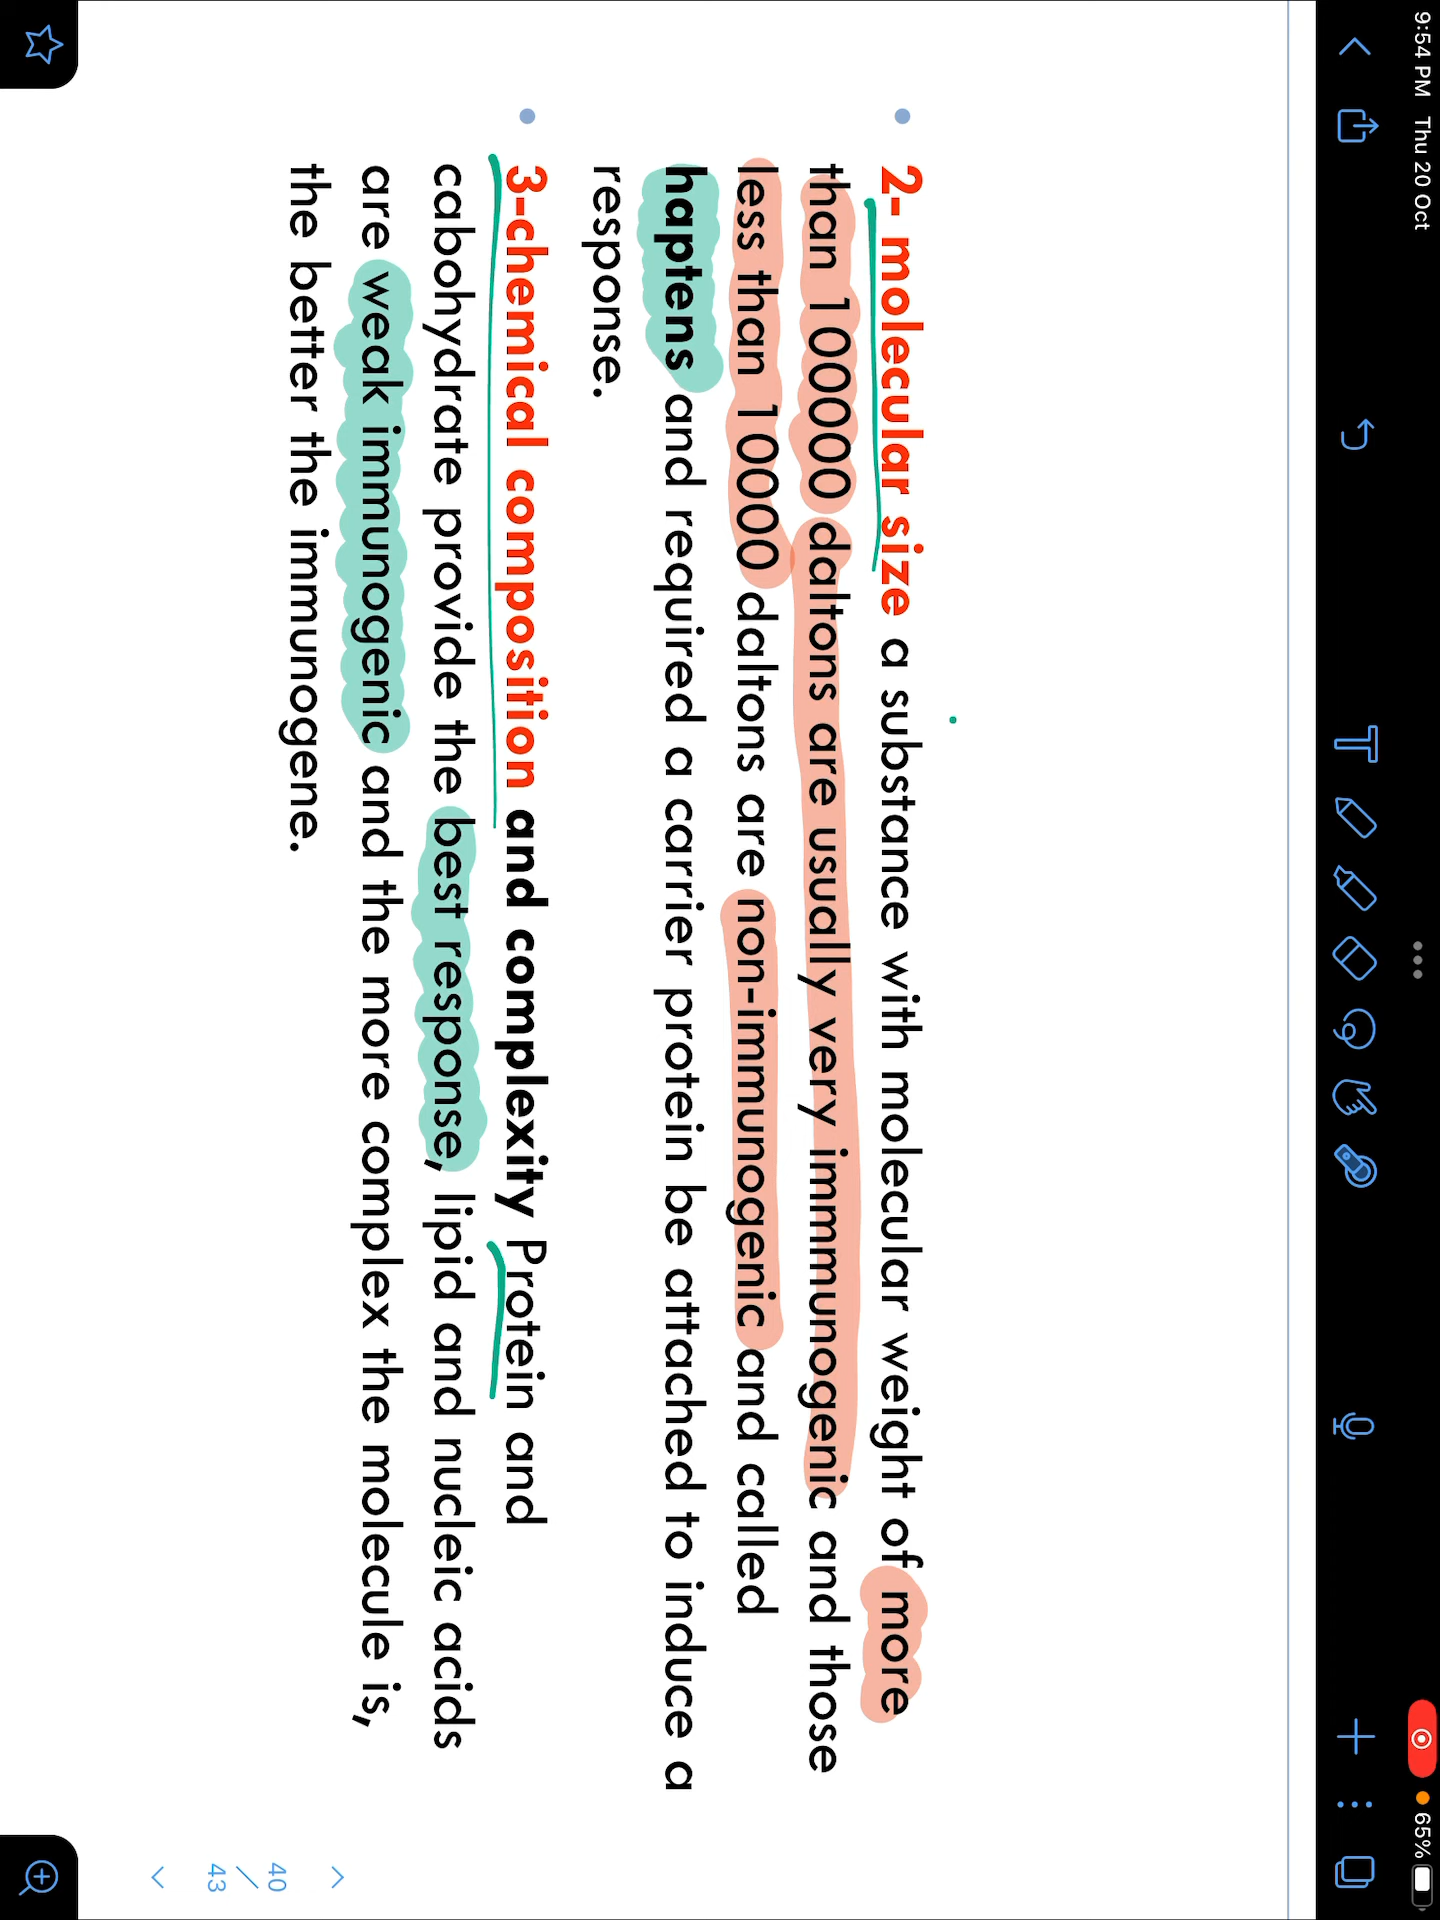 9:54 PM Thu 20 Oct
65%
2- molecular size a substance with molecular weight of more
than 100000 daltons are usually very immunogenic and those
less than 10000 daltons are non-immunogenic and called
haptens and required a carrier protein be attached to induce a
response.
3-chemical composition and complexity Protein and
cabohydrate provide the best response, lipid and nucleic acids
are weak immunogenic and the more complex the molecule is,
the better the immunogene.
40 / 43